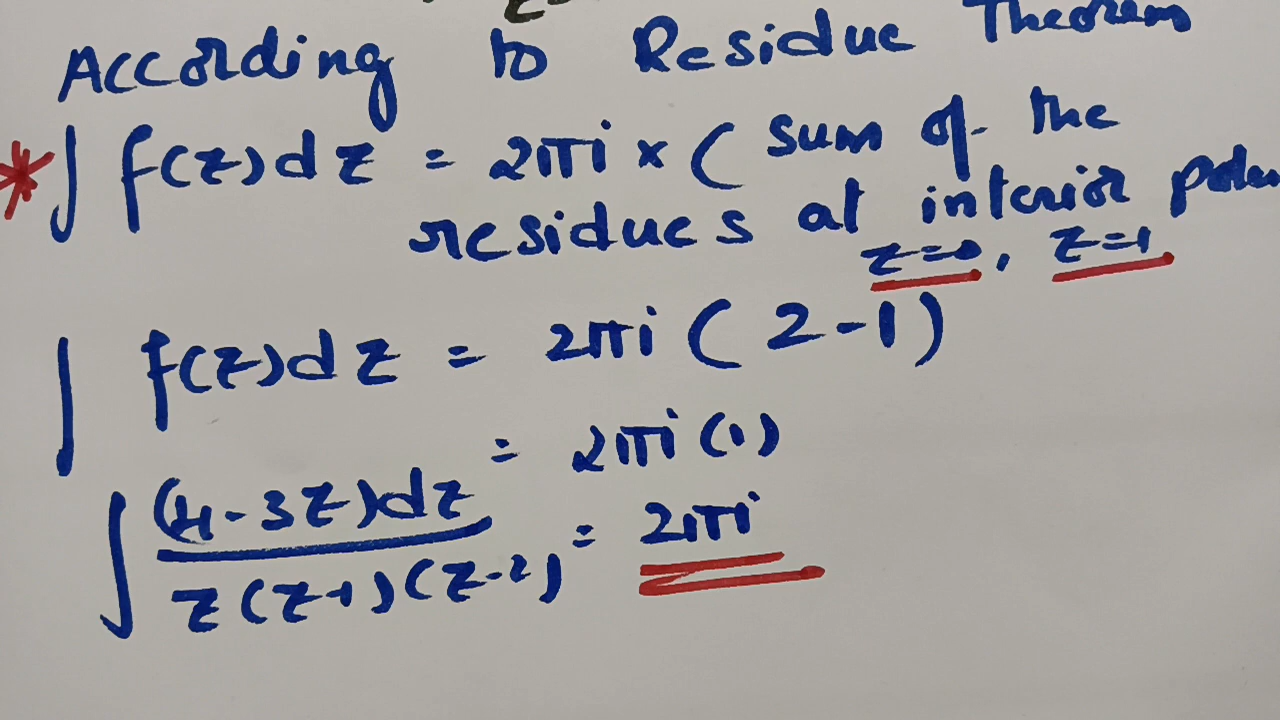 According to Residue Theorem
* ∫ f(z)dz = 2πi × ( Sum of the
residues at interior poles
z=0, z=1
∫ f(z)dz = 2πi ( 2-1)
= 2πi (1)
∫ (4-3z)dz / z(z-1)(z-2) = 2πi